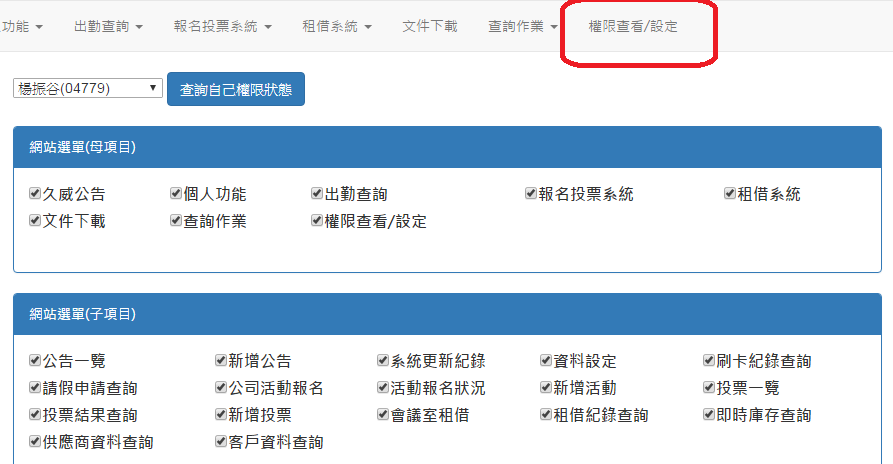 功能 出勤查詢 報名投票系統 租借系統 文件下載 查詢作業 權限查看/設定
楊振谷(04779) 查詢自己權限狀態
網站選單(母項目)
久威公告 個人功能 出勤查詢 報名投票系統 租借系統
文件下載 查詢作業 權限查看/設定
網站選單(子項目)
公告一覽 新增公告 系統更新紀錄 資料設定 刷卡紀錄查詢
請假申請查詢 公司活動報名 活動報名狀況 新增活動 投票一覽
投票結果查詢 新增投票 會議室租借 租借紀錄查詢 即時庫存查詢
供應商資料查詢 客戶資料查詢